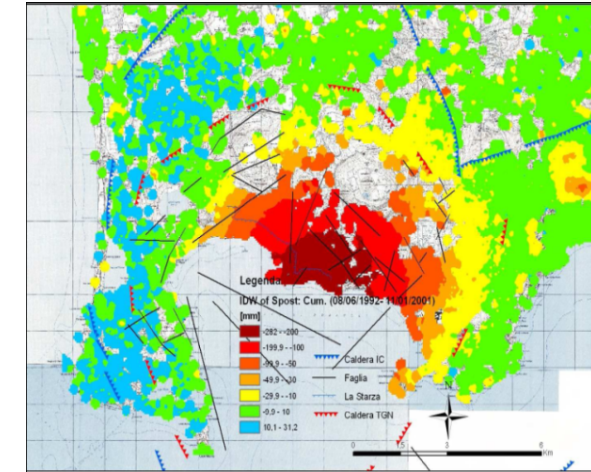 Legenda
IDW of Spost: Cum. (08/06/1992- 11/01/2001)
[mm]
-282 - -200
-199.9 - -100
-99.9 - -50
-49.9 - -30
-29.9 - -10
-9.9 - 10
10.1 - 31.2
Caldera IC
Faglia
La Starza
Caldera TGN
N
0 1.5 3 6
Km